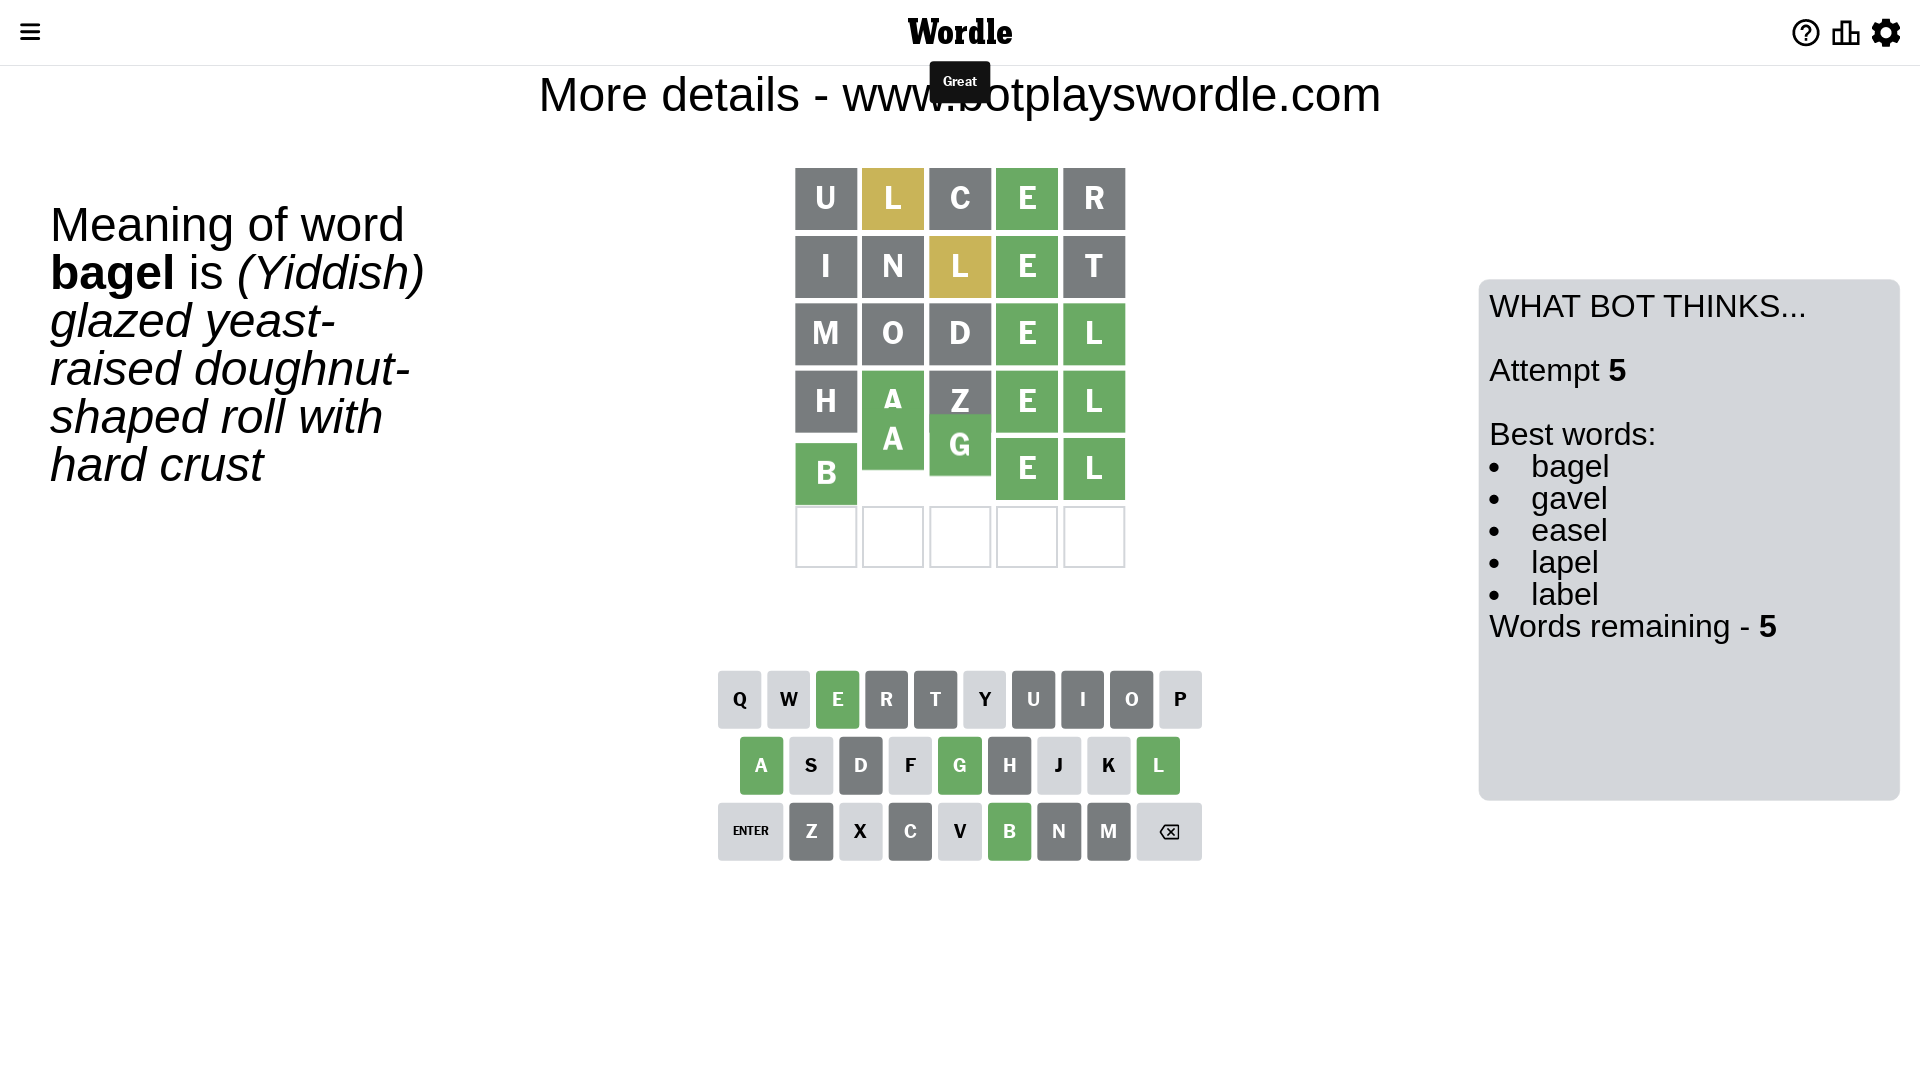 Wordle
Great
More details - www.botplayswordle.com
Meaning of word
bagel is (Yiddish)
glazed yeast-
raised doughnut-
shaped roll with
hard crust
U L C E R
I N L E T
M O D E L
H A Z E L
B A G E L
WHAT BOT THINKS...
Attempt 5
Best words:
• bagel
• gavel
• easel
• lapel
• label
Words remaining - 5
Q W E R T Y U I O P
A S D F G H J K L
ENTER Z X C V B N M